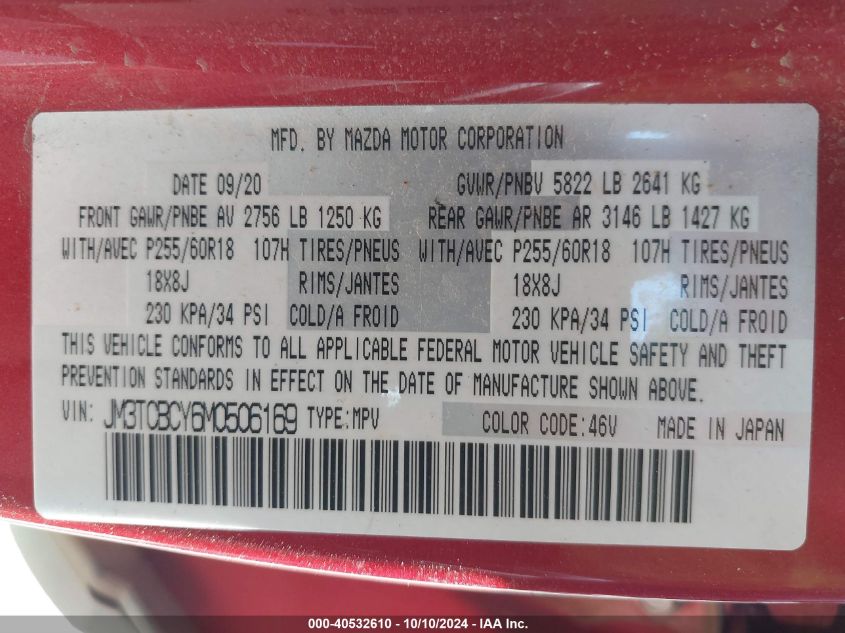 MFD. BY MAZDA MOTOR CORPORATION
DATE 09/20 GVWR/PNBV 5822 LB 2641 KG
FRONT GAWR/PNBE AV 2756 LB 1250 KG REAR GAWR/PNBE AR 3146 LB 1427 KG
WITH/AVEC P255/60R18 107H TIRES/PNEUS WITH/AVEC P255/60R18 107H TIRES/PNEUS
18X8J RIMS/JANTES 18X8J RIMS/JANTES
230 KPA/34 PSI COLD/A FROID 230 KPA/34 PSI COLD/A FROID
THIS VEHICLE CONFORMS TO ALL APPLICABLE FEDERAL MOTOR VEHICLE SAFETY AND THEFT
PREVENTION STANDARDS IN EFFECT ON THE DATE OF MANUFACTURE SHOWN ABOVE.
VIN: JM3TCBCY6M0506169 TYPE:MPV COLOR CODE:46V MADE IN JAPAN
000-40532610 - 10/10/2024 - IAAI.com.